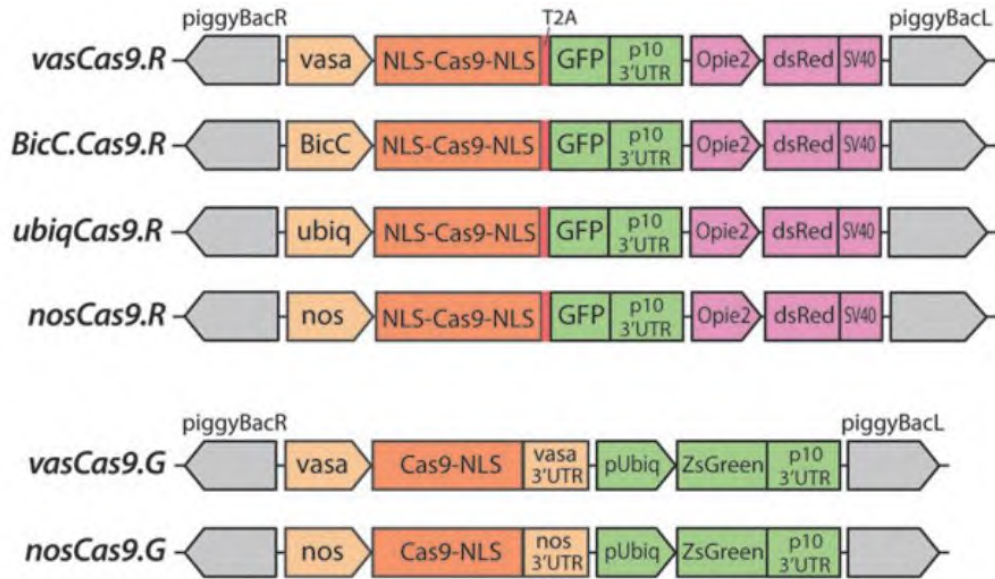 piggyBacR T2A piggyBacL
vasCas9.R vasa NLS-Cas9-NLS GFP p10 3'UTR Opie2 dsRed SV40
BicC.Cas9.R BicC NLS-Cas9-NLS GFP p10 3'UTR Opie2 dsRed SV40
ubiqCas9.R ubiq NLS-Cas9-NLS GFP p10 3'UTR Opie2 dsRed SV40
nosCas9.R nos NLS-Cas9-NLS GFP p10 3'UTR Opie2 dsRed SV40
piggyBacR piggyBacL
vasCas9.G vasa Cas9-NLS vasa 3'UTR pUbiq ZsGreen p10 3'UTR
nosCas9.G nos Cas9-NLS nos 3'UTR pUbiq ZsGreen p10 3'UTR